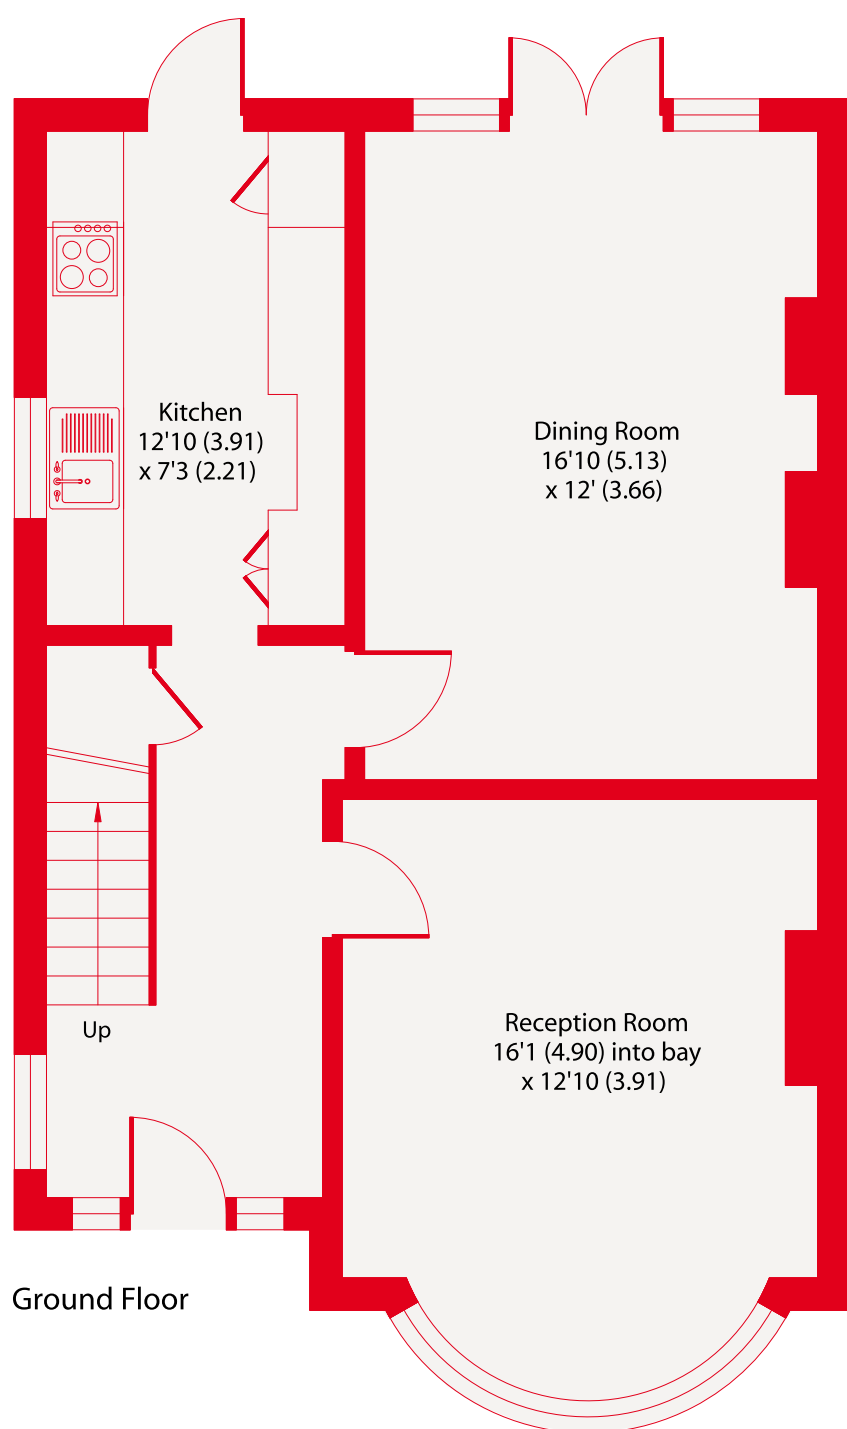 Kitchen
12'10 (3.91)
x 7'3 (2.21)
Dining Room
16'10 (5.13)
x 12' (3.66)
Up
Reception Room
16'1 (4.90) into bay
x 12'10 (3.91)
Ground Floor